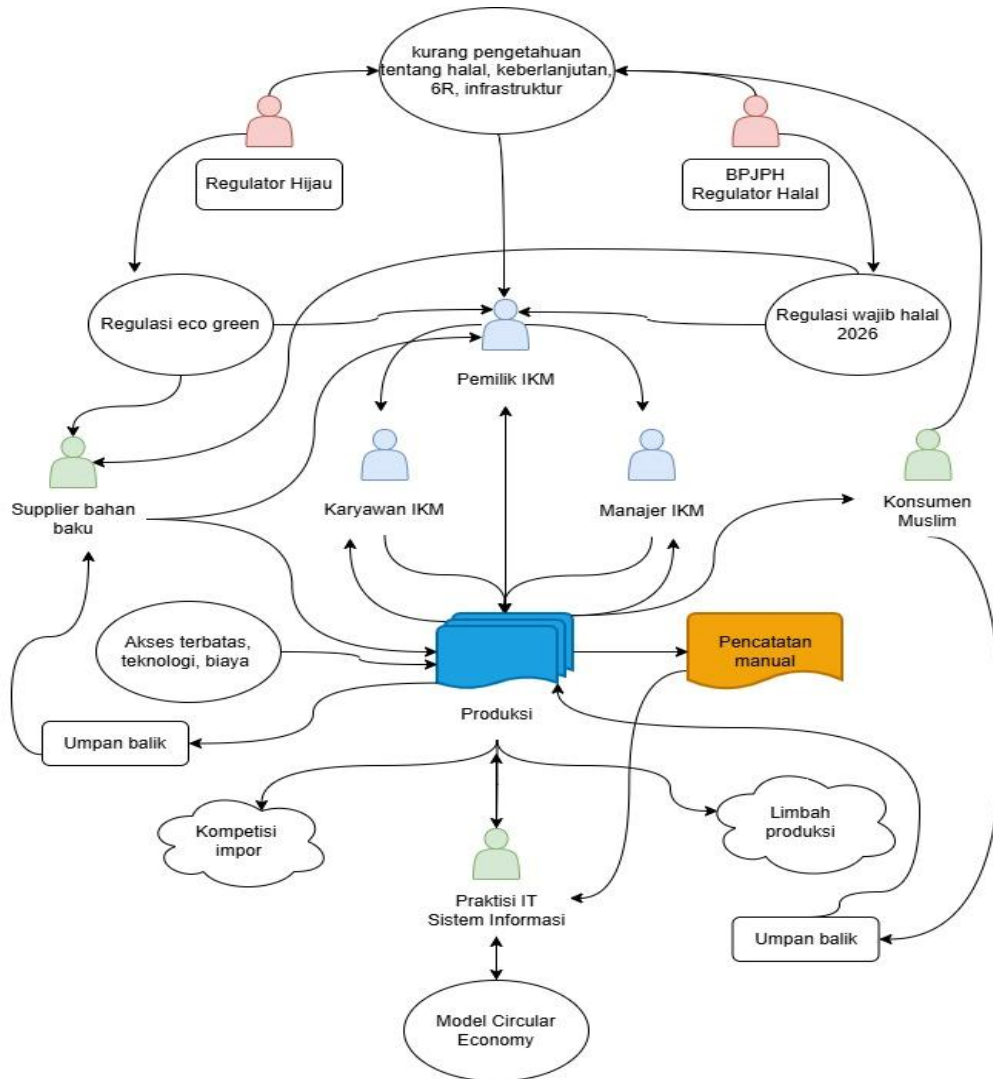 kurang pengetahuan
tentang halal, keberlanjutan,
6R, infrastruktur
Regulator Hijau
BPJPH
Regulator Halal
Regulasi eco green
Regulasi wajib halal
2026
Pemilik IKM
Supplier bahan
baku
Karyawan IKM
Manajer IKM
Konsumen
Muslim
Akses terbatas,
teknologi, biaya
Pencatatan
manual
Produksi
Umpan balik
Kompetisi
impor
Limbah
produksi
Praktisi IT
Sistem Informasi
Umpan balik
Model Circular
Economy